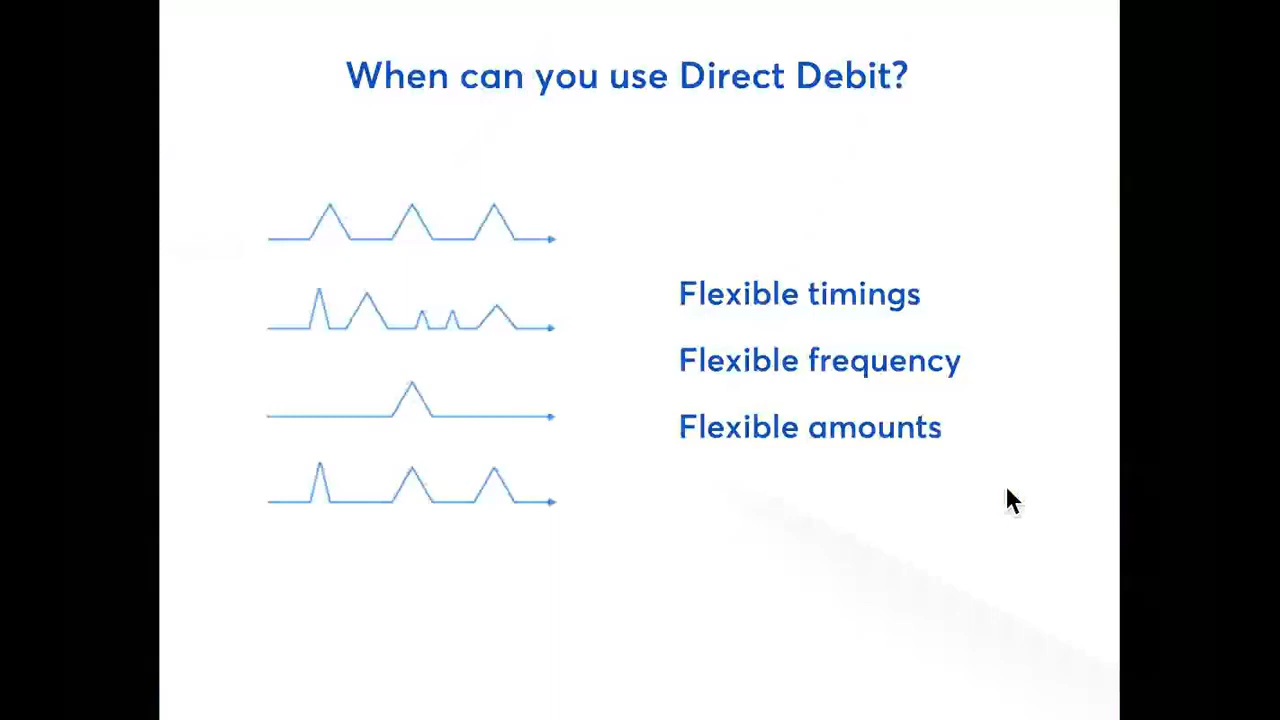 When can you use Direct Debit?
Flexible timings
Flexible frequency
Flexible amounts